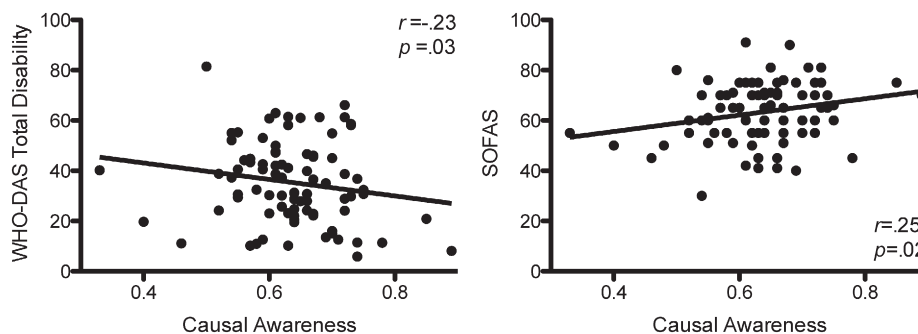 100
80
60
40
20
0
WHO-DAS Total Disability
r=-.23
p=.03
0.4
0.6
0.8
Causal Awareness
100
80
60
40
20
0
SOFAS
r=.25
p=.02
0.4
0.6
0.8
Causal Awareness